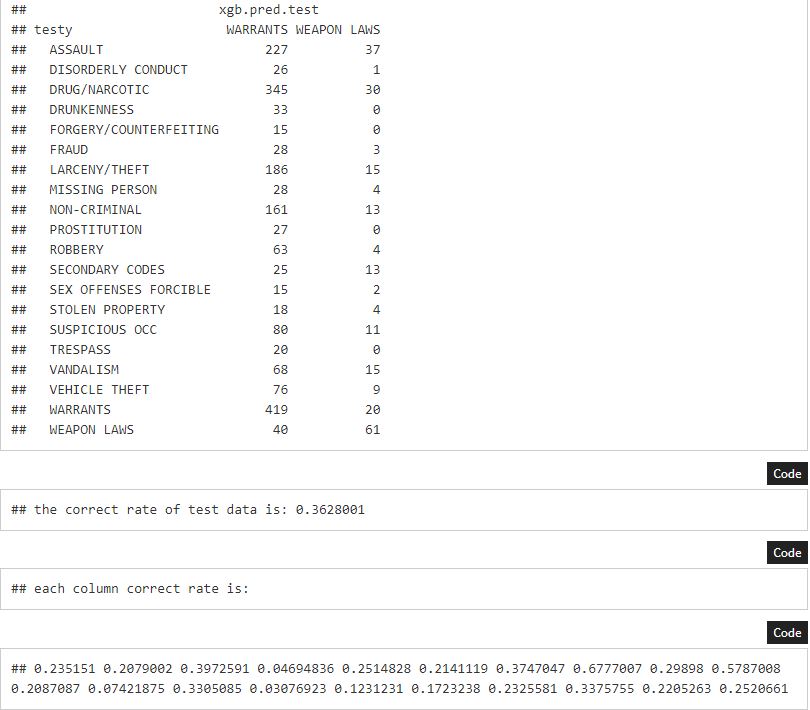 ## xgb.pred.test
## testy WARRANTS WEAPON LAWS
## ASSAULT 227 37
## DISORDERLY CONDUCT 26 1
## DRUG/NARCOTIC 345 30
## DRUNKENNESS 33 0
## FORGERY/COUNTERFEITING 15 0
## FRAUD 28 3
## LARCENY/THEFT 186 15
## MISSING PERSON 28 4
## NON-CRIMINAL 161 13
## PROSTITUTION 27 0
## ROBBERY 63 4
## SECONDARY CODES 25 13
## SEX OFFENSES FORCIBLE 15 2
## STOLEN PROPERTY 18 4
## SUSPICIOUS OCC 80 11
## TRESPASS 20 0
## VANDALISM 68 15
## VEHICLE THEFT 76 9
## WARRANTS 419 20
## WEAPON LAWS 40 61
Code
## the correct rate of test data is: 0.3628001
Code
## each column correct rate is:
Code
## 0.235151 0.2079002 0.3972591 0.04694836 0.2514828 0.2141119 0.3747047 0.6777007 0.29898 0.5787008
0.2087087 0.07421875 0.3305085 0.03076923 0.1231231 0.1723238 0.2325581 0.3375755 0.2205263 0.2520661